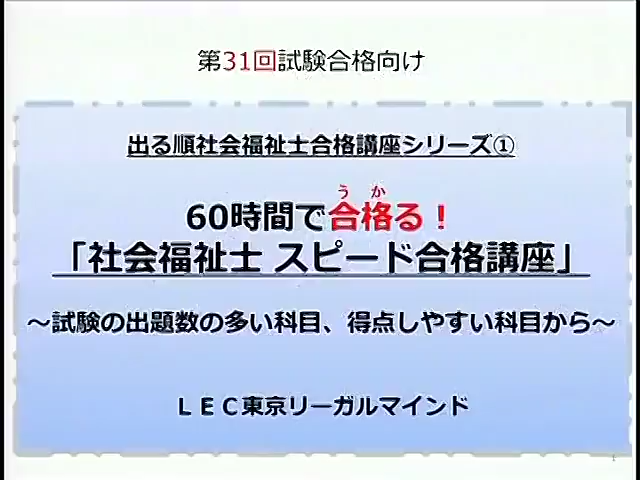 第31回試験合格向け
出る順社会福祉士合格講座シリーズ①
うか
60時間で合格る！
「社会福祉士 スピード合格講座」
～試験の出題数の多い科目、得点しやすい科目から～
ＬＥＣ東京リーガルマインド
1